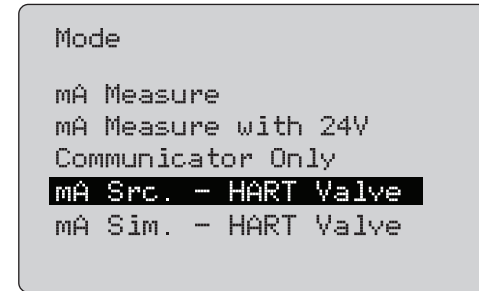 Mode
mA Measure
mA Measure with 24V
Communicator Only
mA Src. - HART Valve
mA Sim. - HART Valve